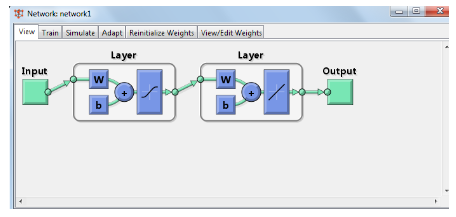 Network: network1
View Train Simulate Adapt Reinitialize Weights View/Edit Weights
Layer Layer
Input Output
W W
+ +
b b